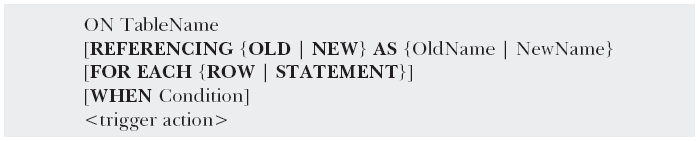 ON TableName
[REFERENCING {OLD | NEW} AS {OldName | NewName}
[FOR EACH {ROW | STATEMENT}]
[WHEN Condition]
<trigger action>